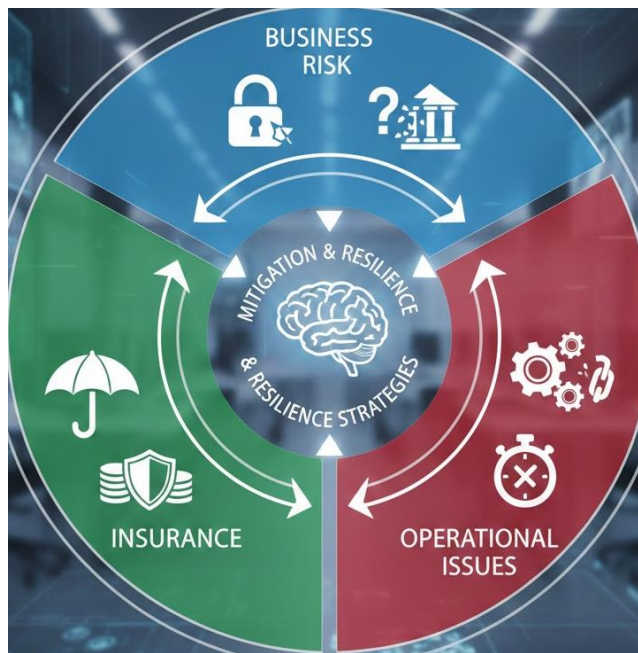 BUSINESS
RISK
?
MITIGATION & RESILIENCE
& RESILIENCE STRATEGIES
INSURANCE
OPERATIONAL
ISSUES